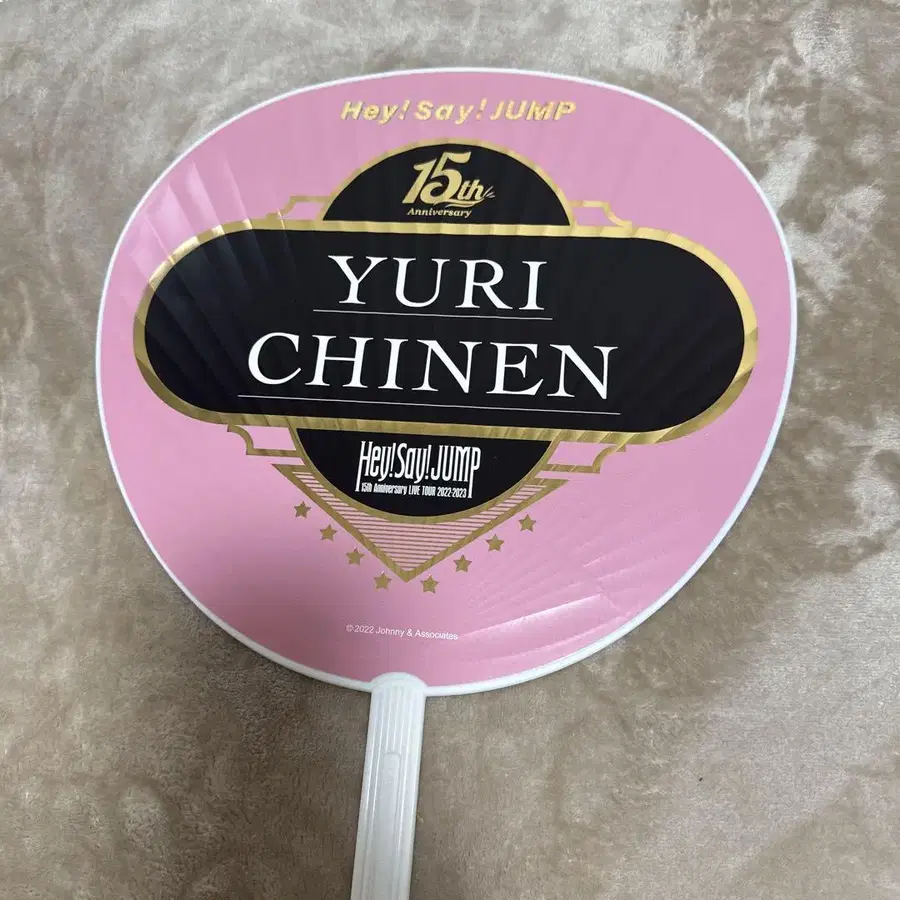 Hey! Say! JUMP
15th
Anniversary
YURI
CHINEN
Hey! Say! JUMP
15th Anniversary LIVE TOUR 2022-2023
© 2022 Johnny & Associates